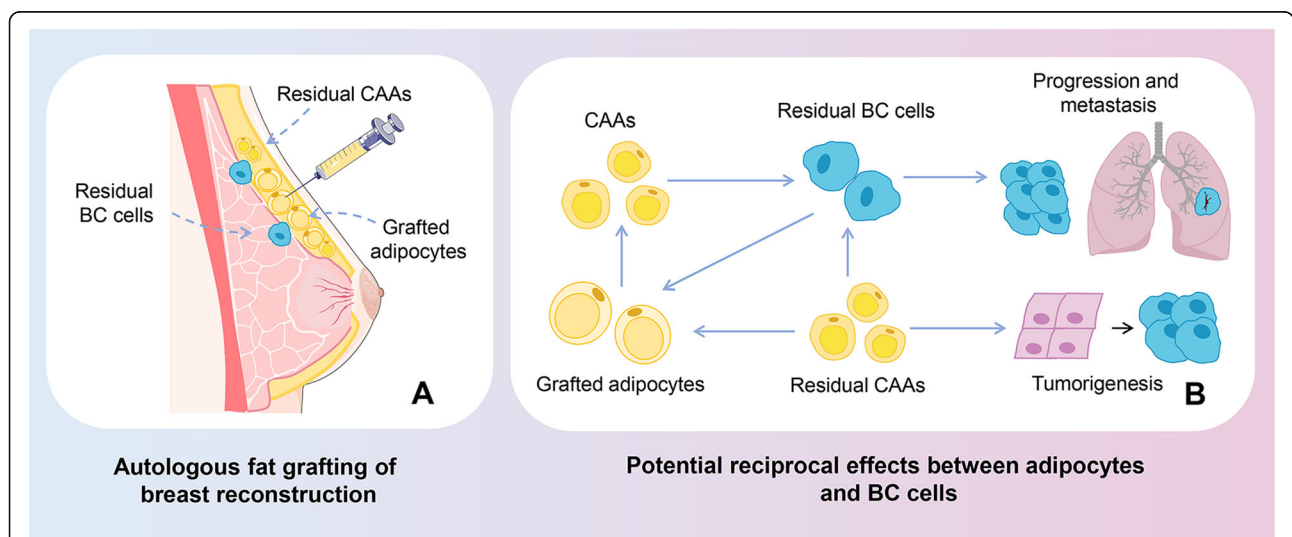 Residual CAAs
Residual
BC cells
Grafted
adipocytes
A
Autologous fat grafting of
breast reconstruction
CAAs
Residual BC cells
Progression and
metastasis
Grafted adipocytes
Residual CAAs
Tumorigenesis
B
Potential reciprocal effects between adipocytes
and BC cells